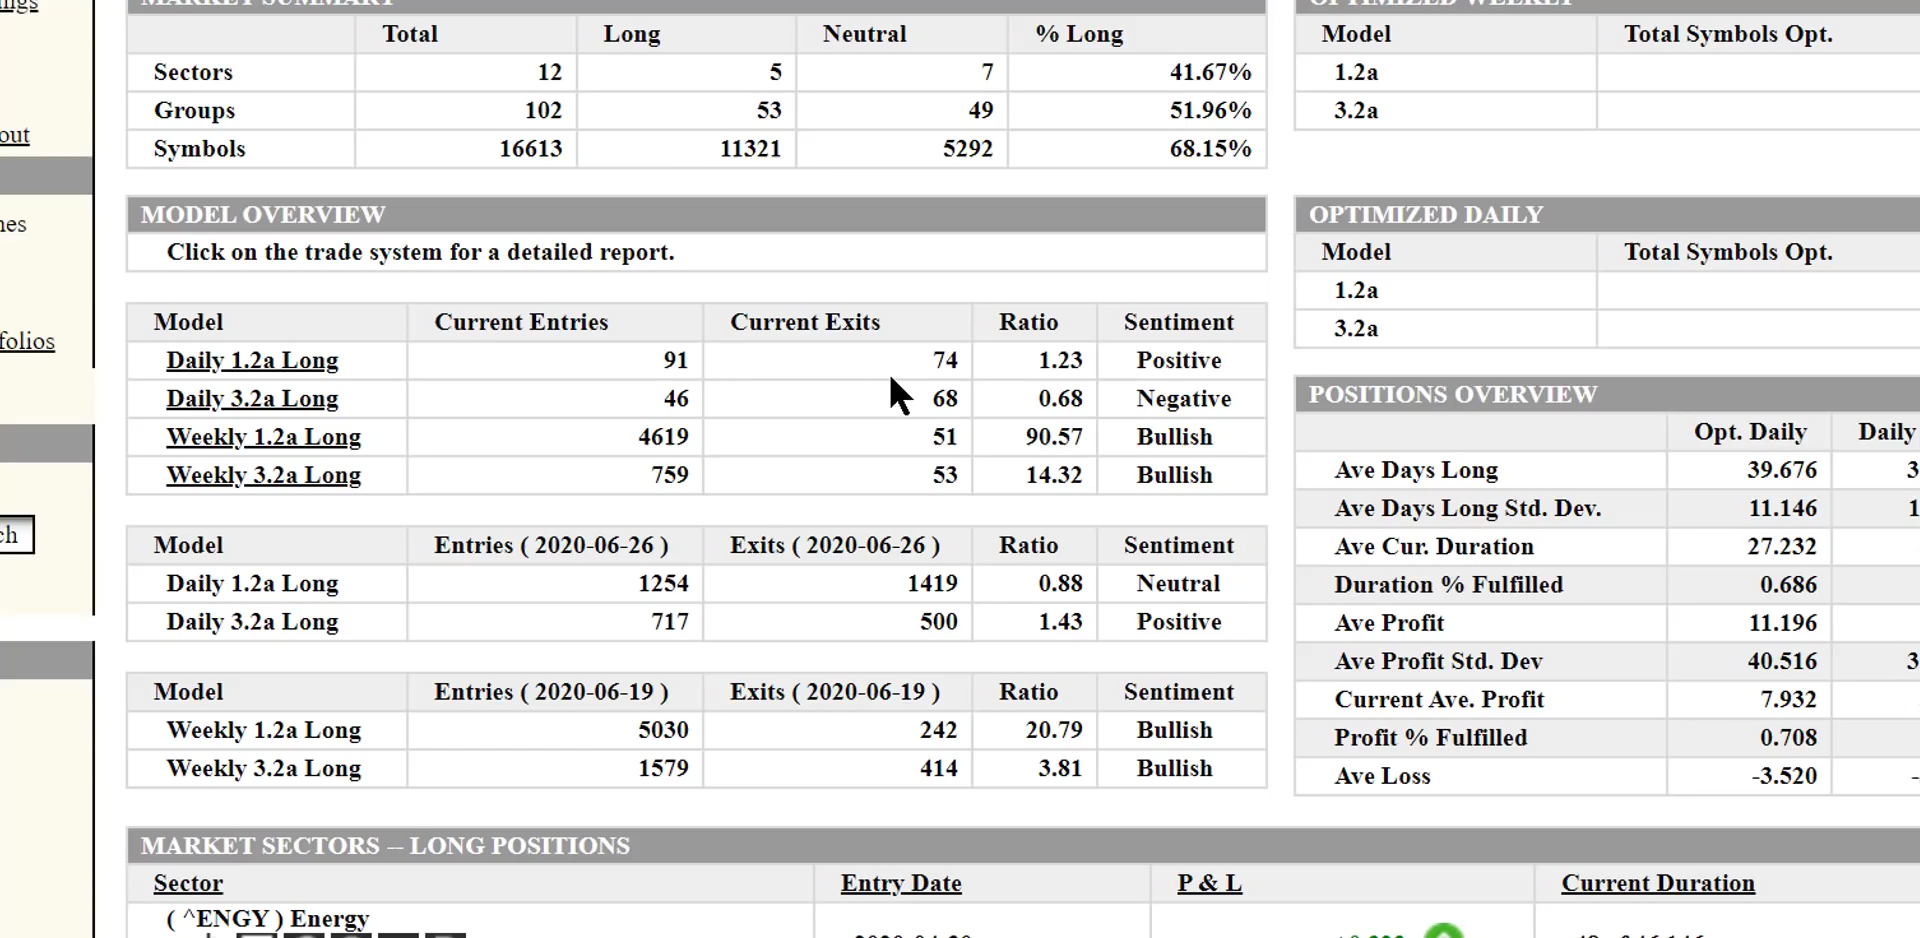 ngs
out
nes
folios
ch
MARKET SUMMARY
Total Long Neutral % Long
Sectors 12 5 7 41.67%
Groups 102 53 49 51.96%
Symbols 16613 11321 5292 68.15%
MODEL OVERVIEW
Click on the trade system for a detailed report.
Model Current Entries Current Exits Ratio Sentiment
Daily 1.2a Long 91 74 1.23 Positive
Daily 3.2a Long 46 68 0.68 Negative
Weekly 1.2a Long 4619 51 90.57 Bullish
Weekly 3.2a Long 759 53 14.32 Bullish
Model Entries ( 2020-06-26 ) Exits ( 2020-06-26 ) Ratio Sentiment
Daily 1.2a Long 1254 1419 0.88 Neutral
Daily 3.2a Long 717 500 1.43 Positive
Model Entries ( 2020-06-19 ) Exits ( 2020-06-19 ) Ratio Sentiment
Weekly 1.2a Long 5030 242 20.79 Bullish
Weekly 3.2a Long 1579 414 3.81 Bullish
OPTIMIZED WEEKLY
Model Total Symbols Opt.
1.2a
3.2a
OPTIMIZED DAILY
Model Total Symbols Opt.
1.2a
3.2a
POSITIONS OVERVIEW
Opt. Daily Daily
Ave Days Long 39.676 3
Ave Days Long Std. Dev. 11.146 1
Ave Cur. Duration 27.232
Duration % Fulfilled 0.686
Ave Profit 11.196
Ave Profit Std. Dev 40.516 3
Current Ave. Profit 7.932
Profit % Fulfilled 0.708
Ave Loss -3.520 -
MARKET SECTORS -- LONG POSITIONS
Sector Entry Date P & L Current Duration
( ^ENGY ) Energy